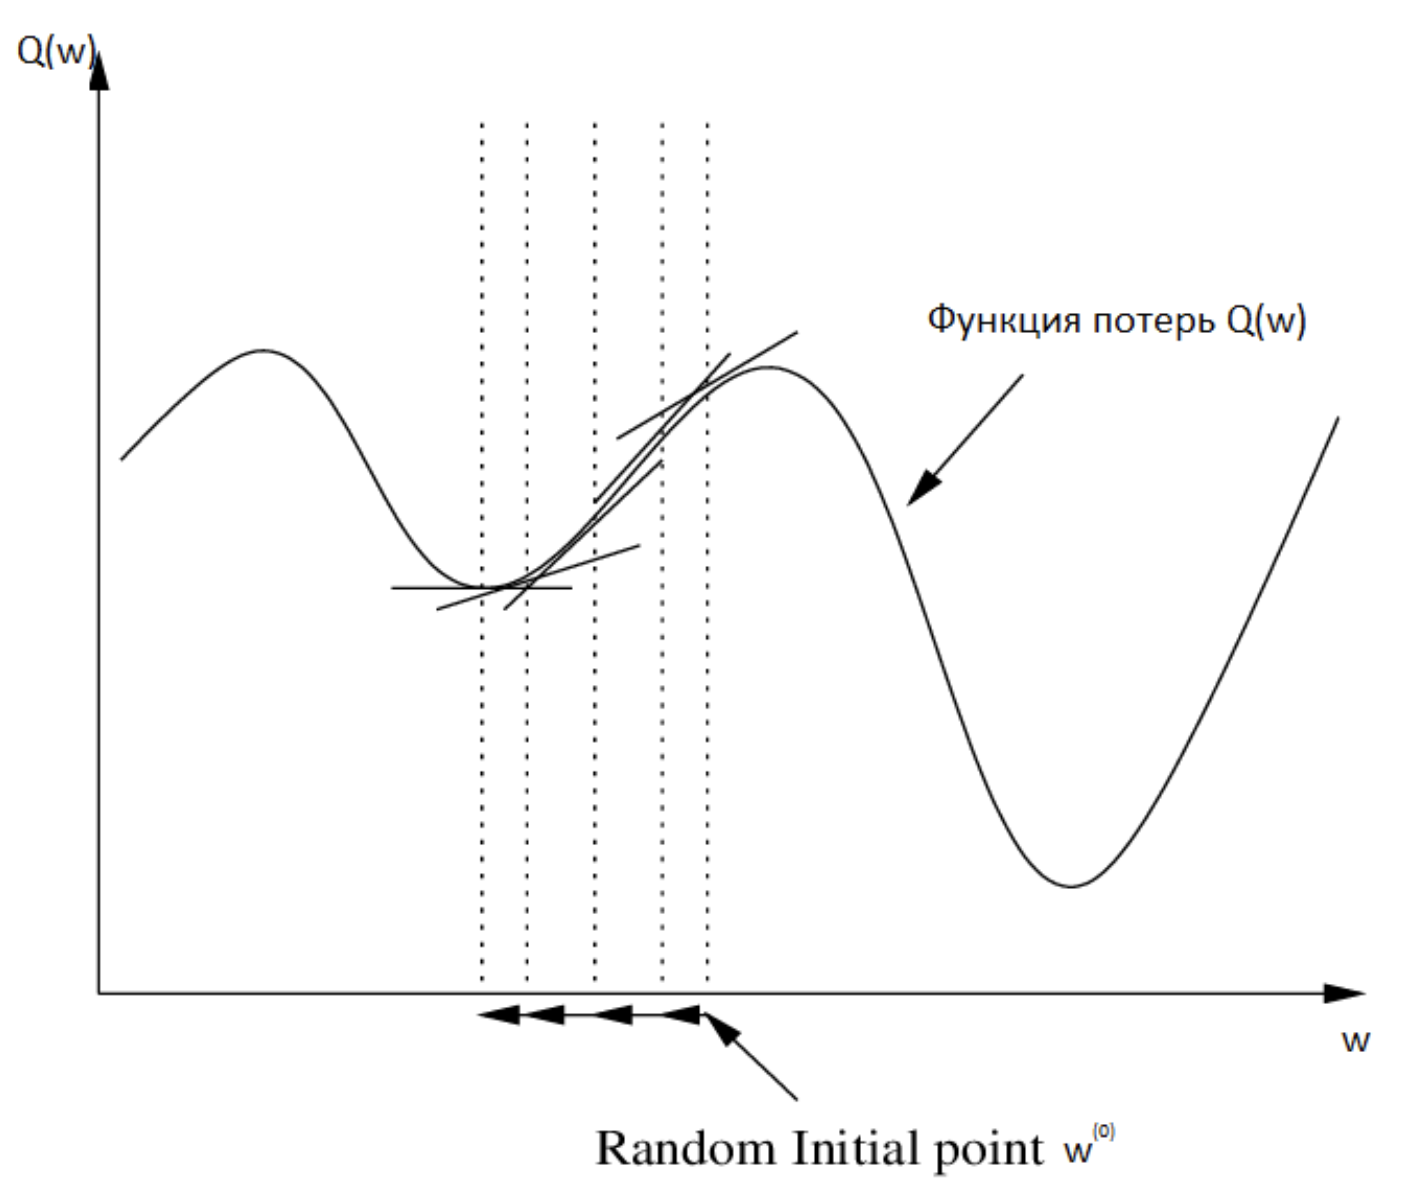 Q(w)
Функция потерь Q(w)
w
Random Initial point w^(0)